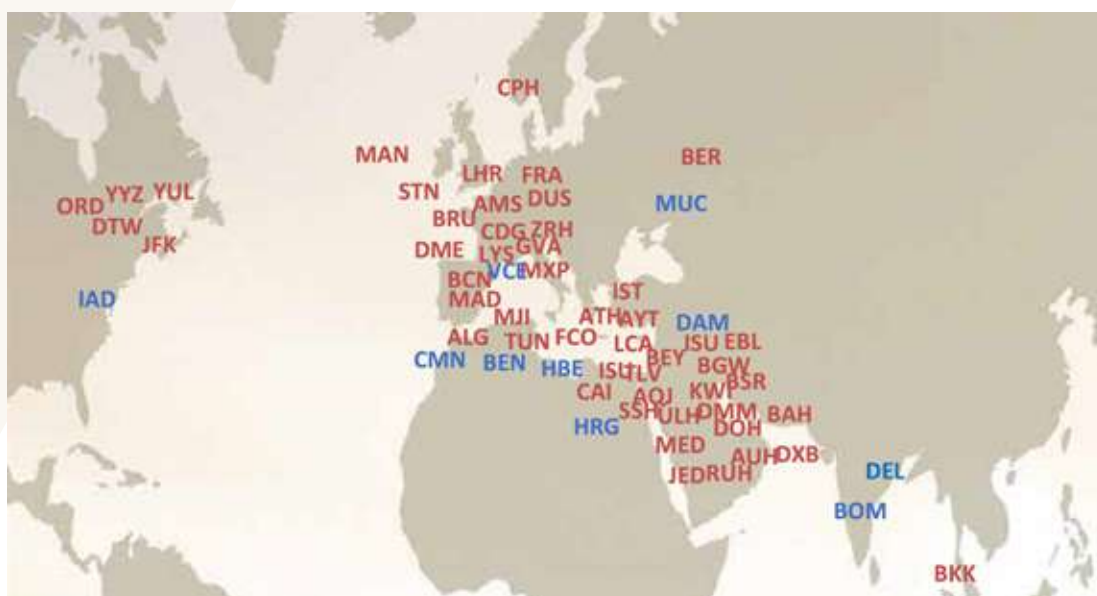 CPH
MAN
BER
LHR
FRA
STN
YYZ
YUL
DUS
ORD
AMS
MUC
BRU
DTW
CDG
ZRH
JFK
DME
GVA
LYS
VCE
MXP
BCN
IST
IAD
MAD
MJI
ATH
AYT
DAM
ALG
TUN
FCO
LCA
ISU
EBL
CMN
BEN
HBE
BEY
BGW
ISU
TLV
BSR
CAI
AQJ
KWI
SSH
ULH
DMM
BAH
HRG
DOH
MED
AUH
DXB
JED
RUH
DEL
BOM
BKK